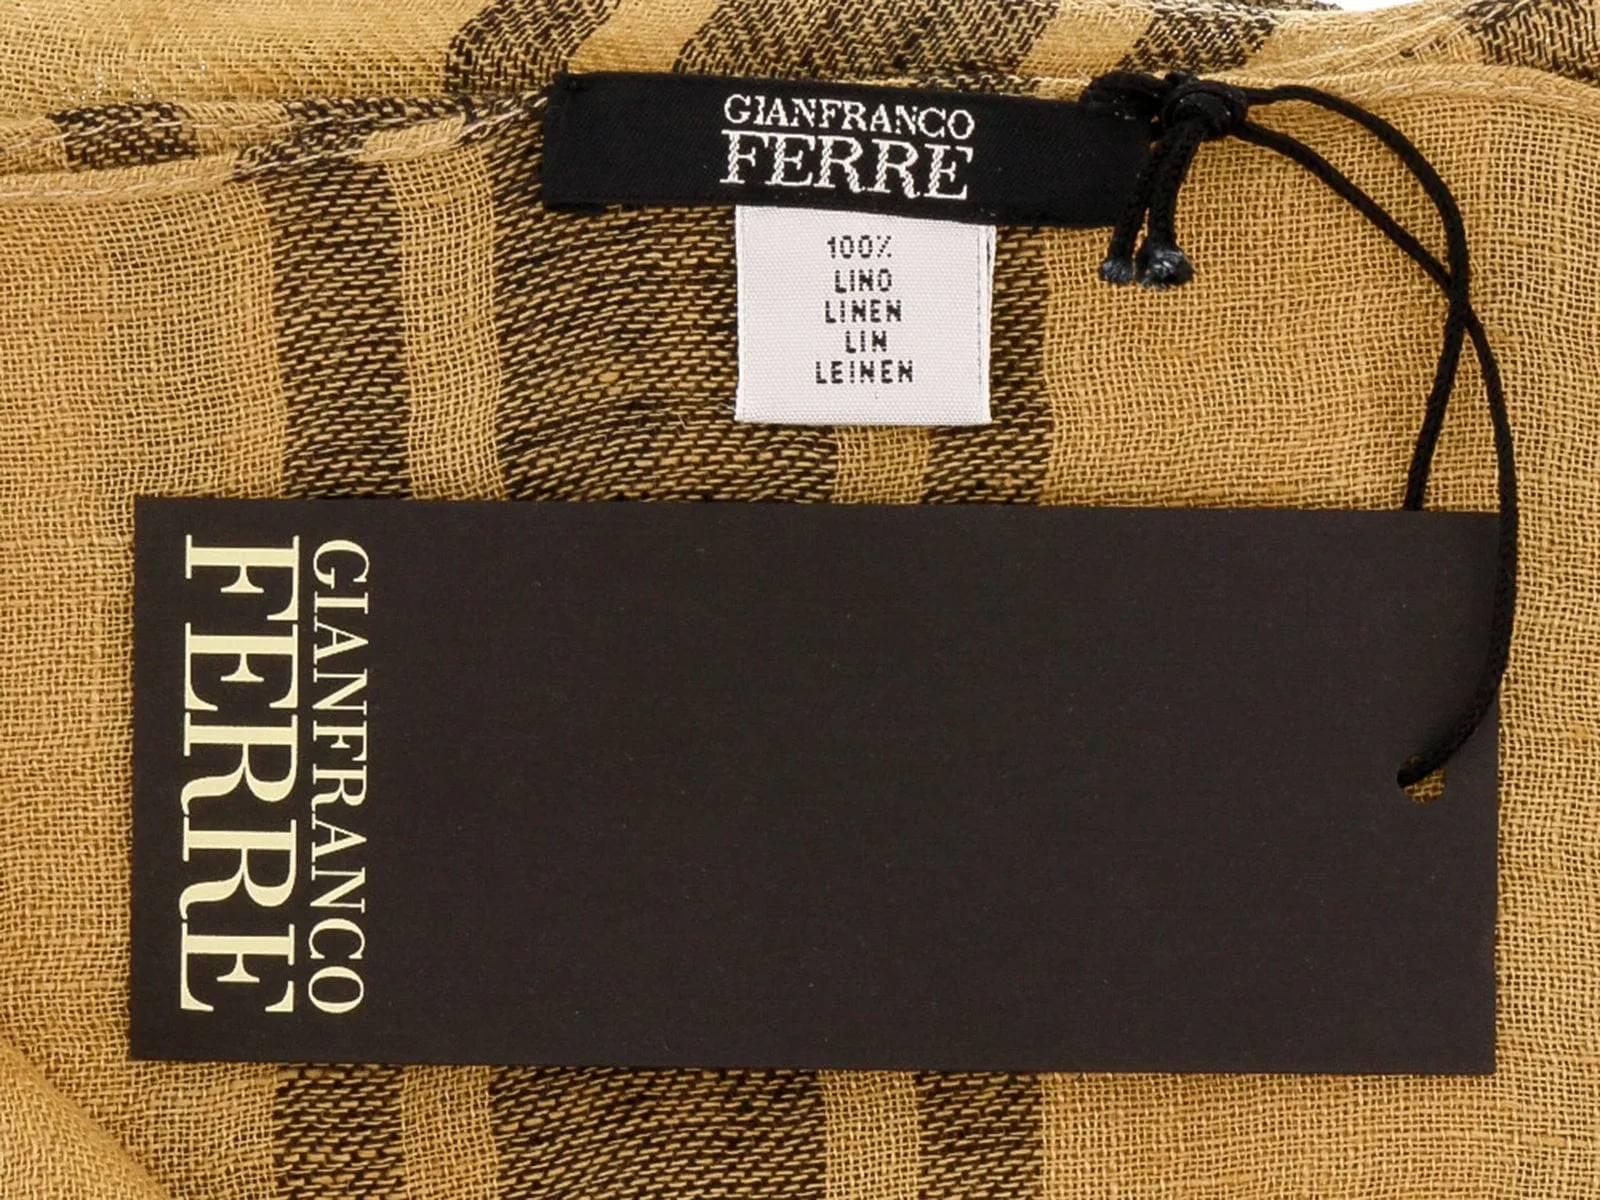 GIANFRANCO
FERRE
100%
LINO
LINEN
LIN
LEINEN
GIANFRANCO
FERRE